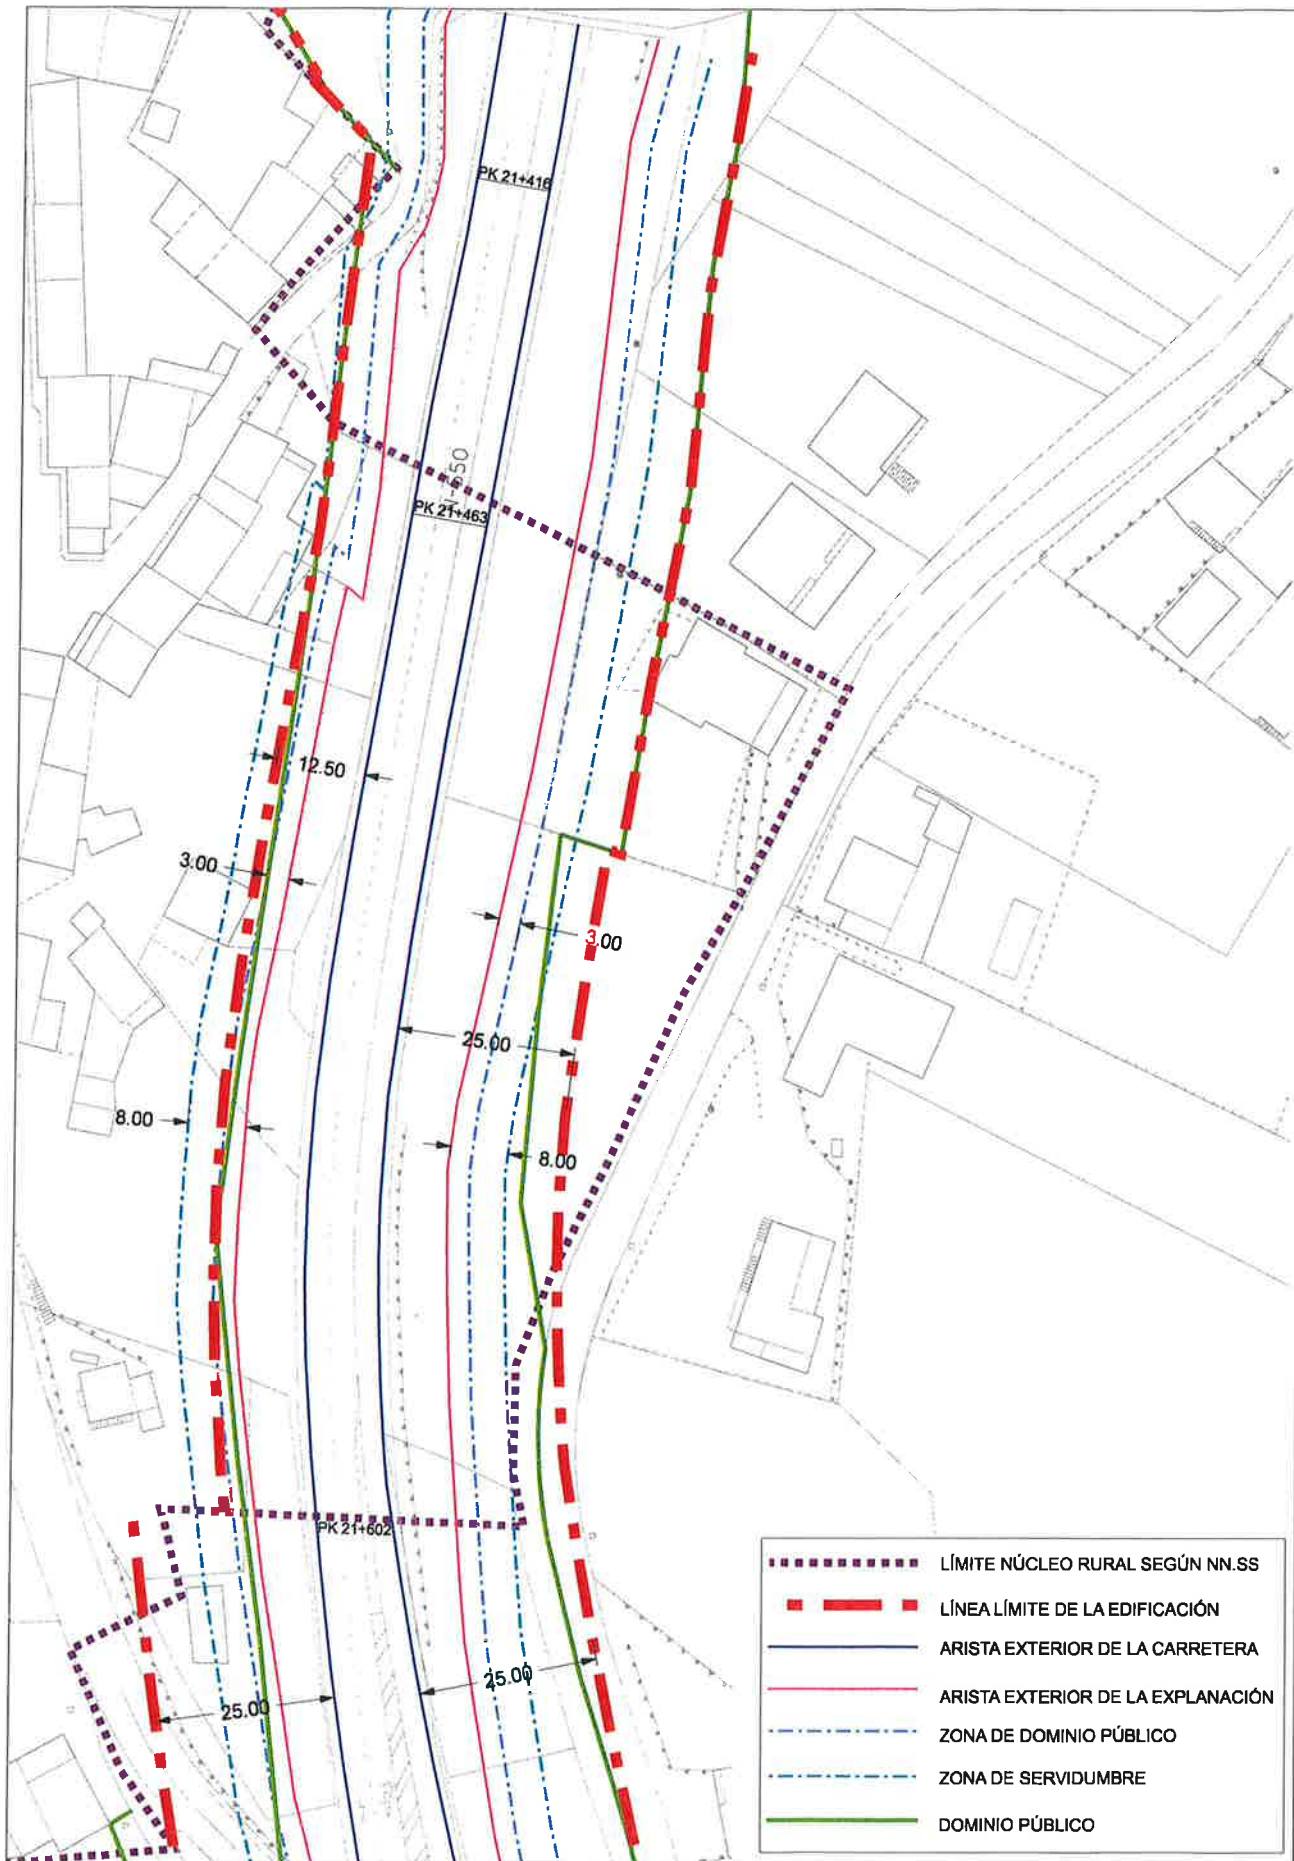 PK 21+416
N-550
PK 21+463
12.50
3.00
3.00
25.00
8.00
8.00
PK 21+602
25.00
25.00
LÍMITE NÚCLEO RURAL SEGÚN NN.SS
LÍNEA LÍMITE DE LA EDIFICACIÓN
ARISTA EXTERIOR DE LA CARRETERA
ARISTA EXTERIOR DE LA EXPLANACIÓN
ZONA DE DOMINIO PÚBLICO
ZONA DE SERVIDUMBRE
DOMINIO PÚBLICO